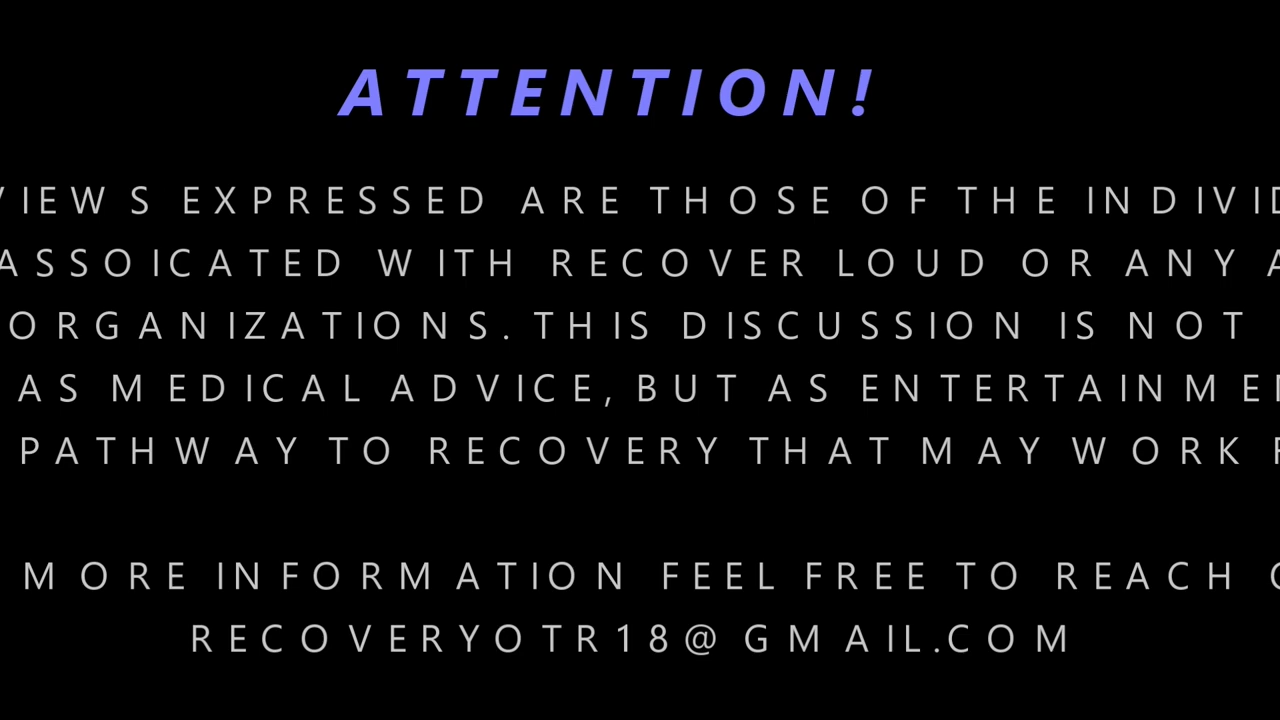 ATTENTION!
VIEWS EXPRESSED ARE THOSE OF THE
ASSOICATED WITH RECOVER LOUD OR ANY
ORGANIZATIONS. THIS DISCUSSION IS NOT
AS MEDICAL ADVICE, BUT AS
PATHWAY TO RECOVERY THAT MAY WORK
MORE INFORMATION FEEL FREE TO REACH
RECOVERYOTR18@GMAIL.COM